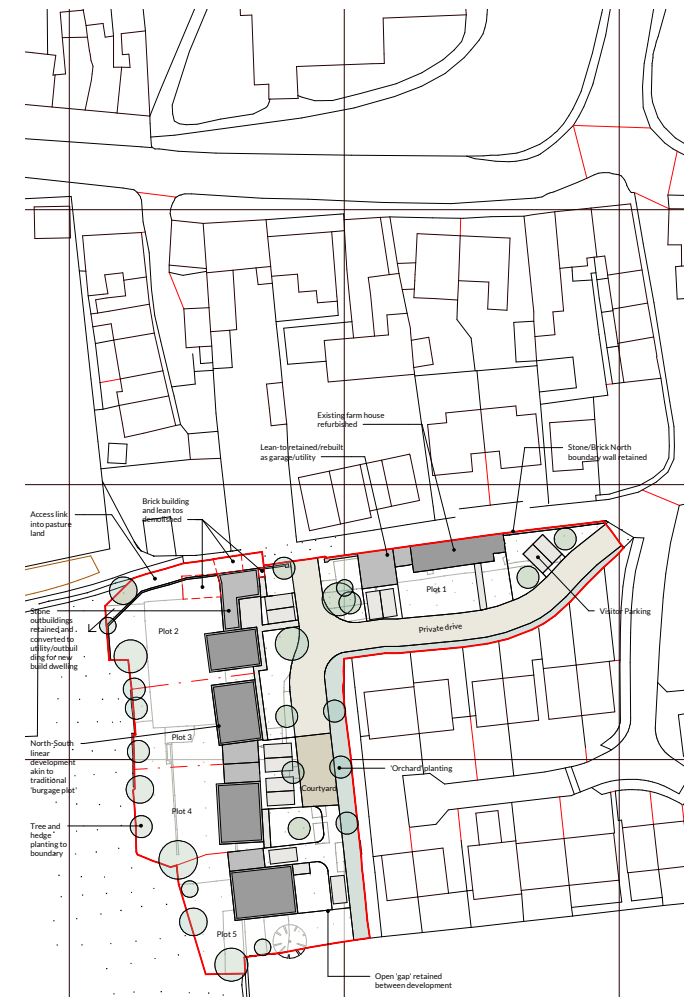 Existing farm house
refurbished
Lean-to retained/rebuilt
as garage/utility
Stone/Brick North
boundary wall retained
Brick building
and lean tos
demolished
Access link
into pasture
land
Plot 1
Visitor Parking
Stone
outbuildings
retained and
converted to
utility/outbuil
ding for new
build dwelling
Plot 2
Private drive
Plot 3
North-South
linear
development
akin to
traditional
'burgage plot'
'Orchard' planting
Courtyard
Plot 4
Tree and
hedge
planting to
boundary
Plot 5
Open 'gap' retained
between development